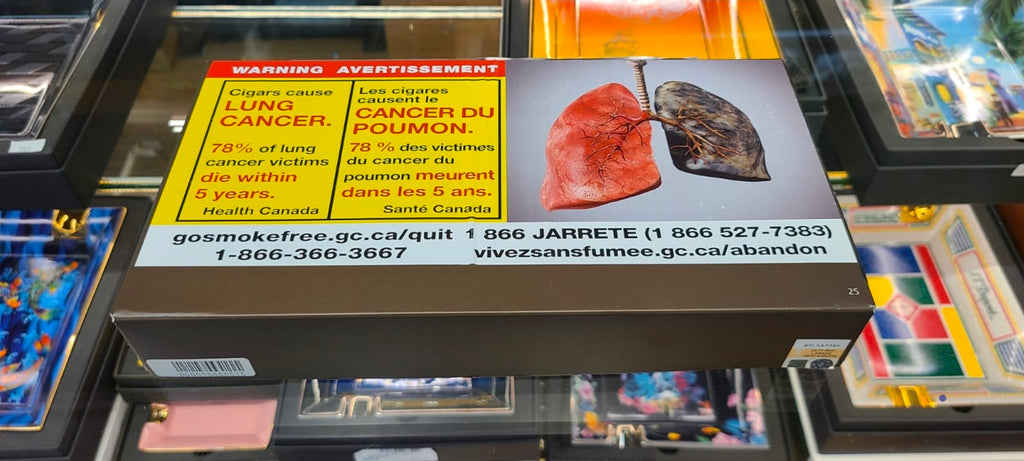 WARNING AVERTISSEMENT
Cigars cause
LUNG
CANCER.
78% of lung
cancer victims
die within
5 years.
Health Canada
Les cigares
causent le
CANCER DU
POUMON.
78 % des victimes
du cancer du
poumon meurent
dans les 5 ans.
Santé Canada
gosmokefree.gc.ca/quit
1-866-366-3667
1 866 JARRETE (1 866 527-7383)
vivezsansfumee.gc.ca/abandon
25